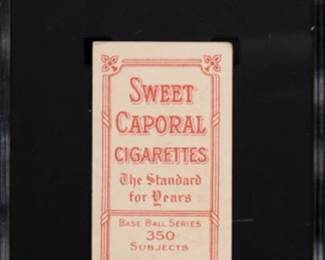 SWEET
CAPORAL
CIGARETTES
The Standard
for Years
BASE BALL SERIES
350
SUBJECTS